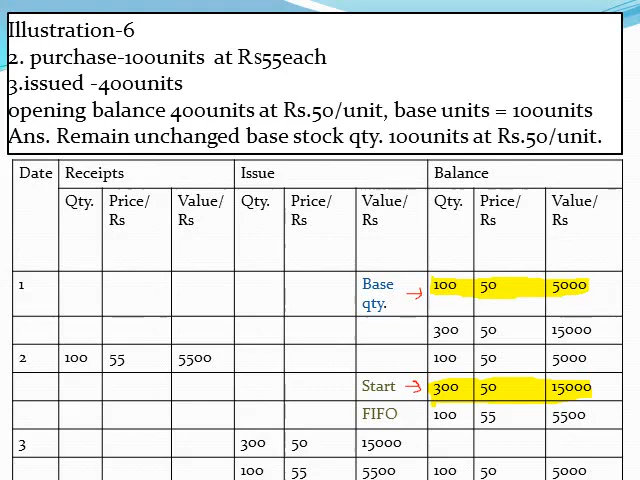 Illustration-6
2. purchase-100units at Rs55each
3.issued -400units
opening balance 400units at Rs.50/unit, base units = 100units
Ans. Remain unchanged base stock qty. 100units at Rs.50/unit.
Date Receipts Issue Balance
Qty. Price/ Value/ Qty. Price/ Value/ Qty. Price/ Value/
Rs Rs Rs Rs Rs Rs
1 Base 100 50 5000
qty.
300 50 15000
2 100 55 5500 100 50 5000
Start 300 50 15000
FIFO 100 55 5500
3 300 50 15000
100 55 5500 100 50 5000